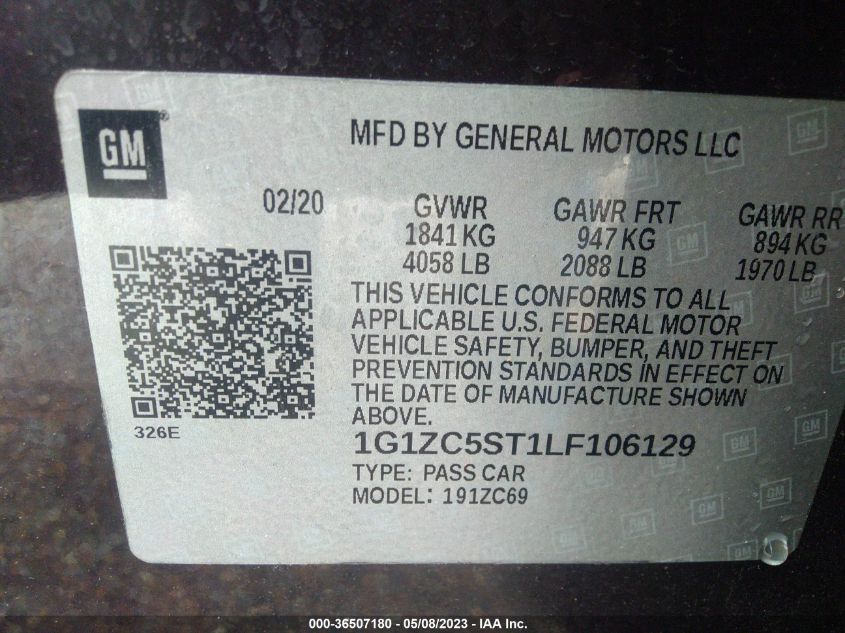 GM
MFD BY GENERAL MOTORS LLC
02/20
GVWR GAWR FRT GAWR RR
1841 KG 947 KG 894 KG
4058 LB 2088 LB 1970 LB
THIS VEHICLE CONFORMS TO ALL
APPLICABLE U.S. FEDERAL MOTOR
VEHICLE SAFETY, BUMPER, AND THEFT
PREVENTION STANDARDS IN EFFECT ON
THE DATE OF MANUFACTURE SHOWN
ABOVE.
326E
1G1ZC5ST1LF106129
TYPE: PASS CAR
MODEL: 191ZC69
000-36507180 - 05/08/2023 - IAA Inc.